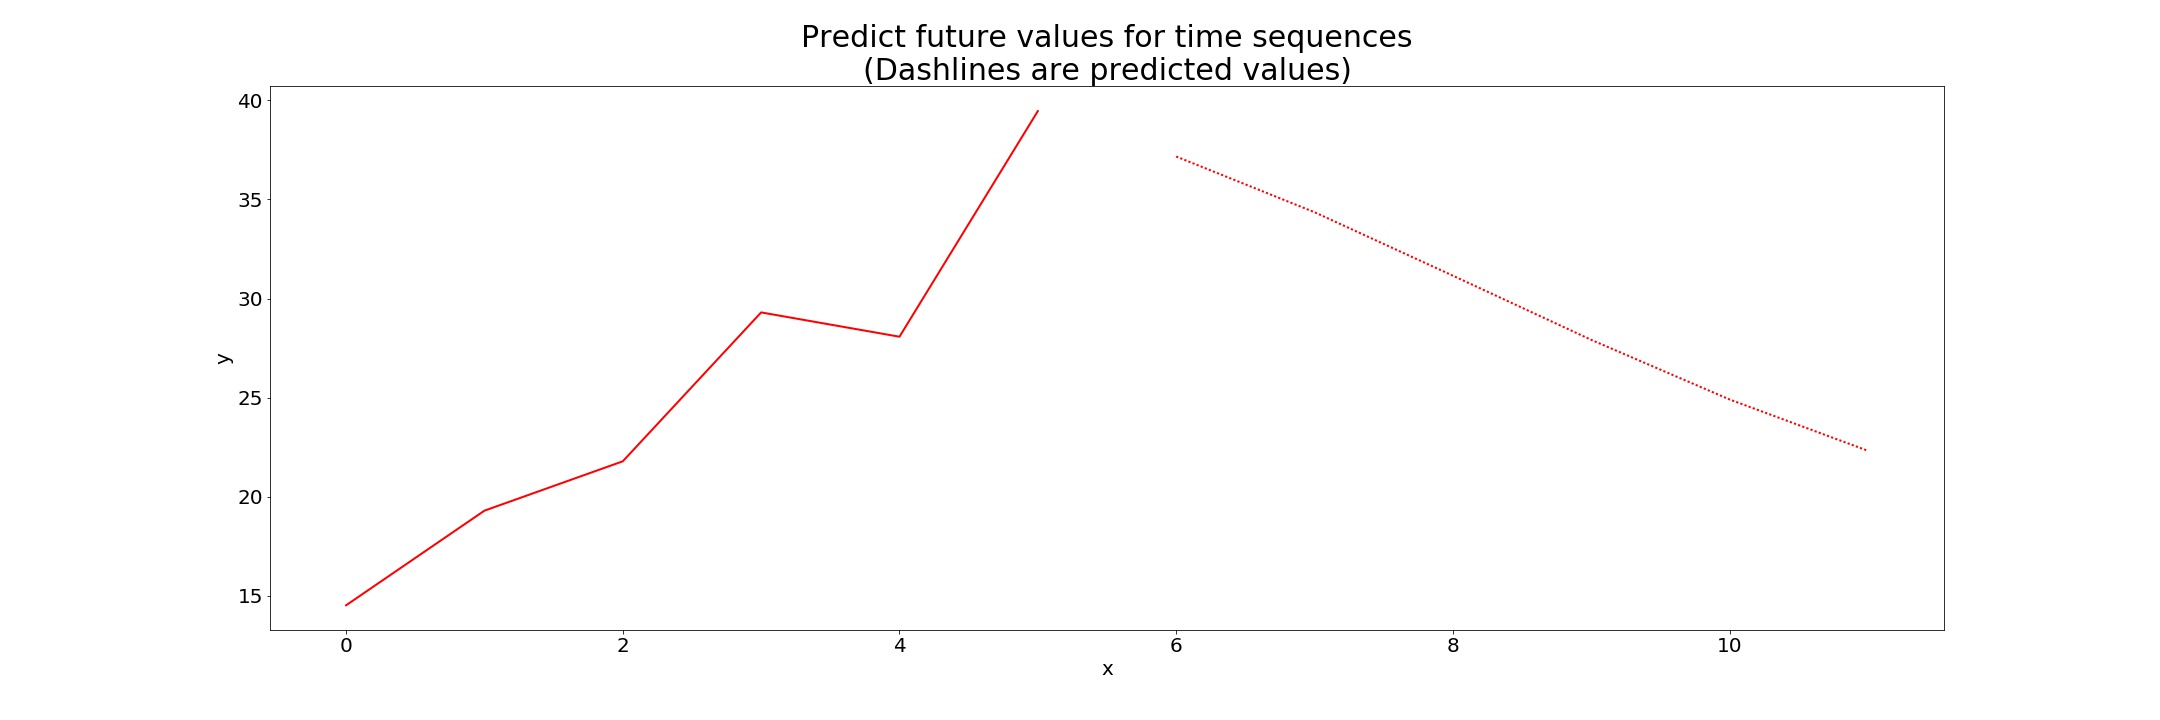 Predict future values for time sequences
(Dashlines are predicted values)
40
35
30
25
20
15
y
0 2 4 6 8 10
x